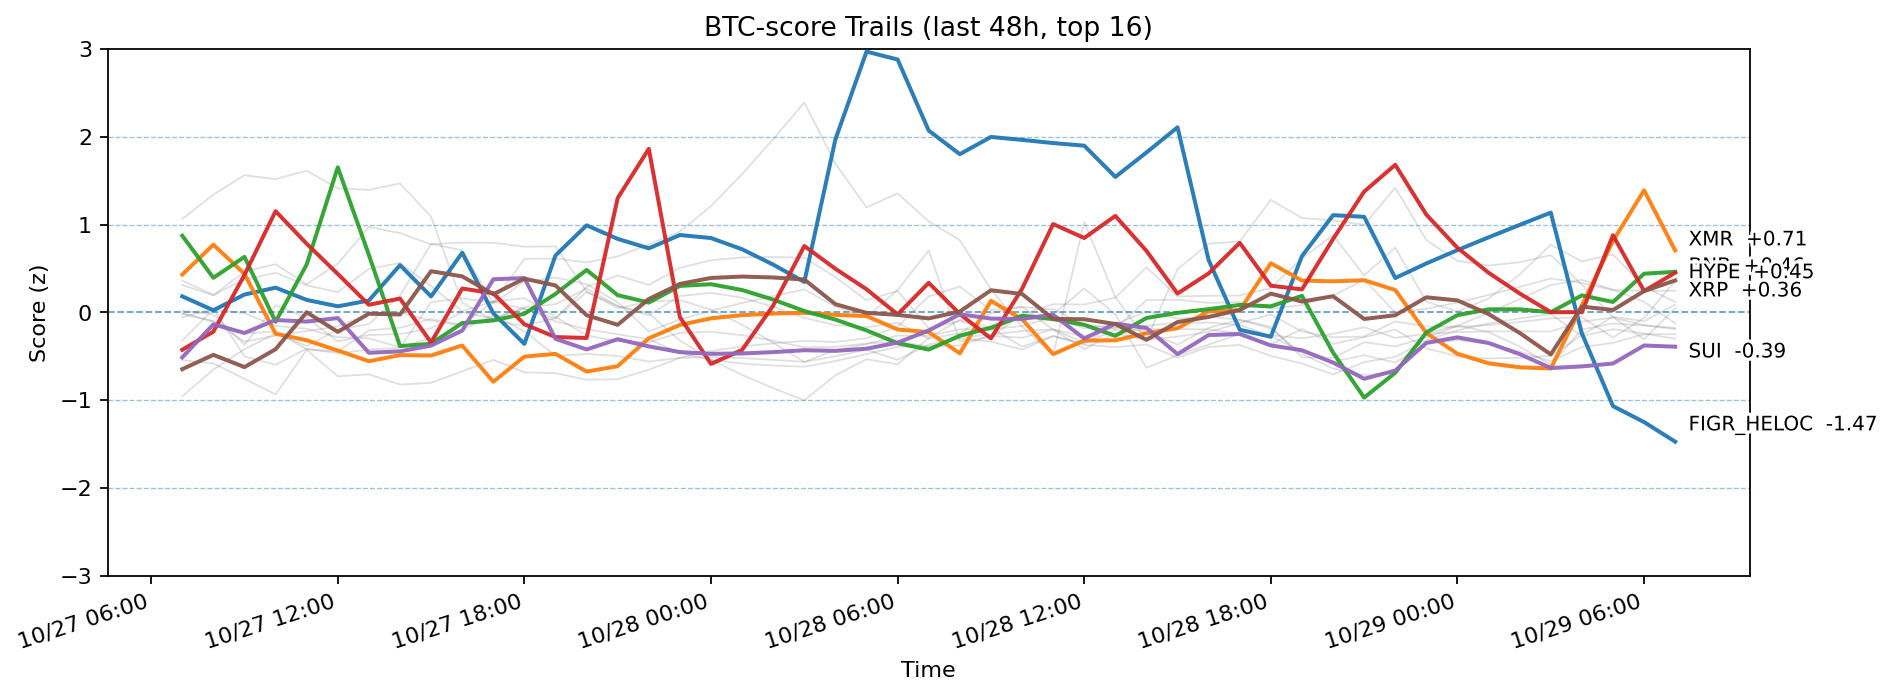 BTC-score Trails (last 48h, top 16)
Score (z)
3
2
1
0
−1
−2
−3
XMR +0.71
HYPE +0.45
XRP +0.36
SUI -0.39
FIGR_HELOC -1.47
10/27 06:00
10/27 12:00
10/27 18:00
10/28 00:00
10/28 06:00
10/28 12:00
10/28 18:00
10/29 00:00
10/29 06:00
Time